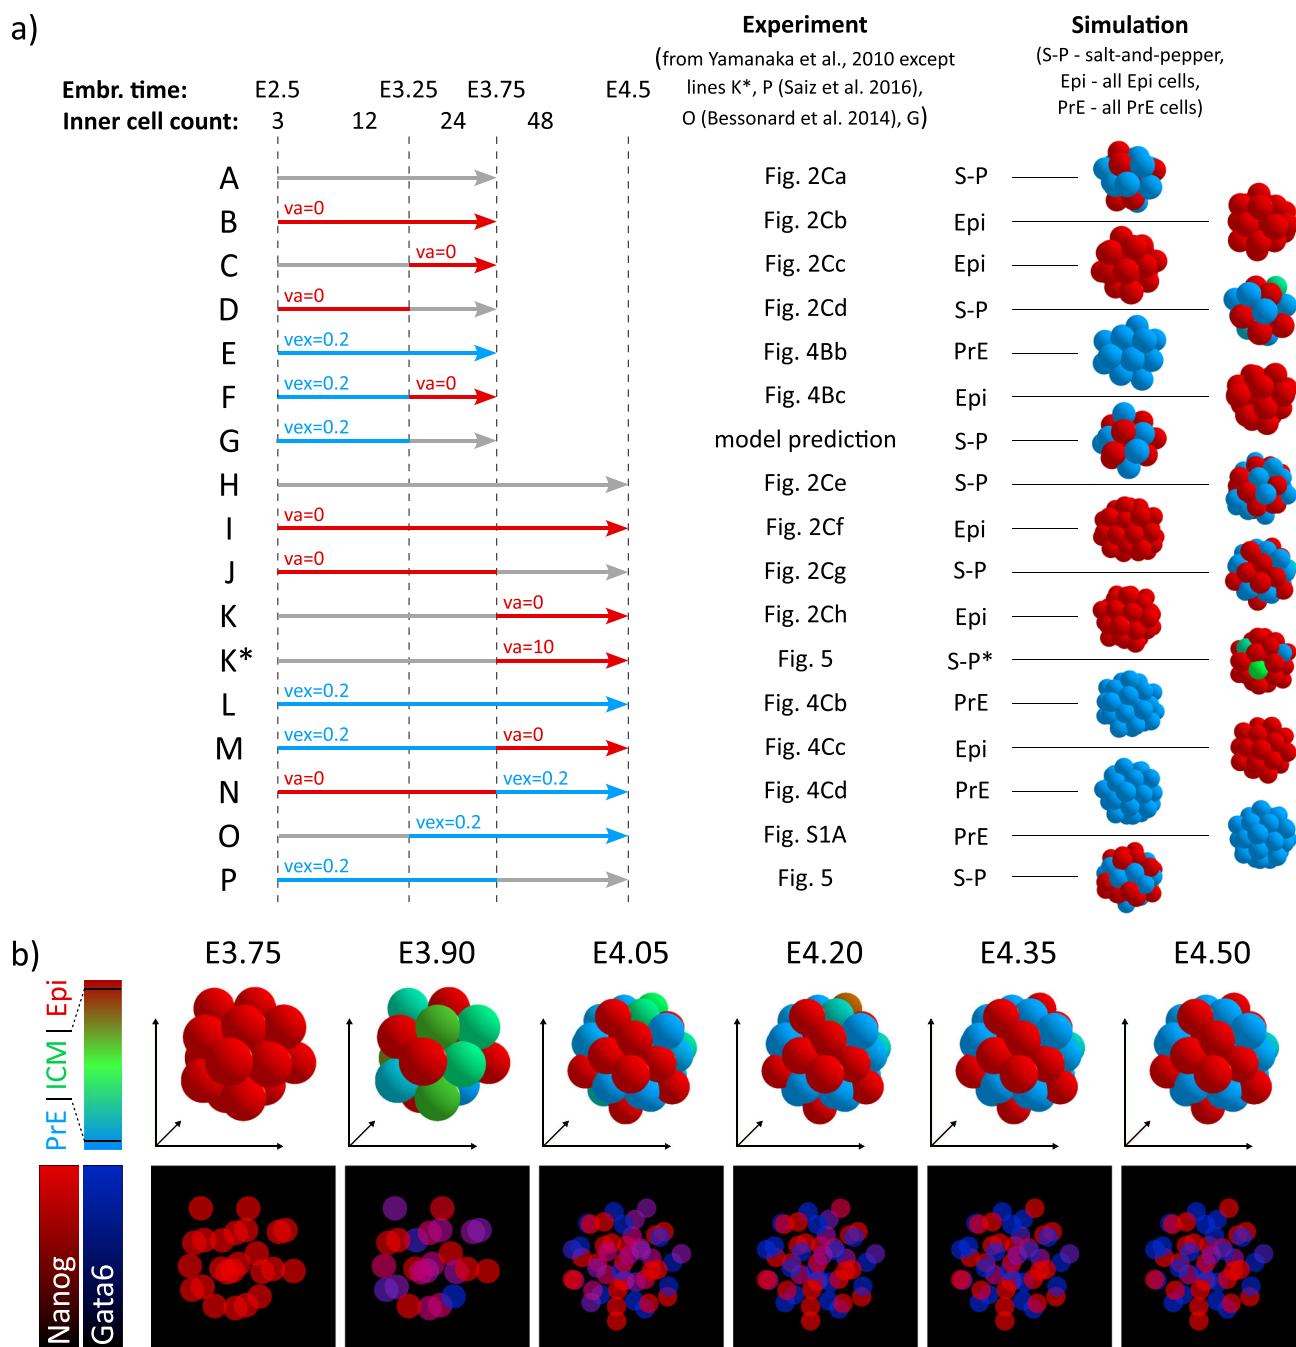 a)
Experiment
Simulation
(from Yamanaka et al., 2010 except
lines K*, P (Saiz et al. 2016),
O (Bessonard et al. 2014), G)
(S-P - salt-and-pepper,
Epi - all Epi cells,
PrE - all PrE cells)
Embr. time: E2.5 E3.25 E3.75 E4.5
Inner cell count: 3 12 24 48
A Fig. 2Ca S-P
B va=0 Fig. 2Cb Epi
C va=0 Fig. 2Cc Epi
D va=0 Fig. 2Cd S-P
E vex=0.2 Fig. 4Bb PrE
F vex=0.2 va=0 Fig. 4Bc Epi
G vex=0.2 model prediction S-P
H Fig. 2Ce S-P
I va=0 Fig. 2Cf Epi
J va=0 Fig. 2Cg S-P
K va=0 Fig. 2Ch Epi
K* va=10 Fig. 5 S-P*
L vex=0.2 Fig. 4Cb PrE
M vex=0.2 va=0 Fig. 4Cc Epi
N va=0 vex=0.2 Fig. 4Cd PrE
O vex=0.2 Fig. S1A PrE
P vex=0.2 Fig. 5 S-P
b)
E3.75 E3.90 E4.05 E4.20 E4.35 E4.50
PrE | ICM | Epi
Nanog
Gata6